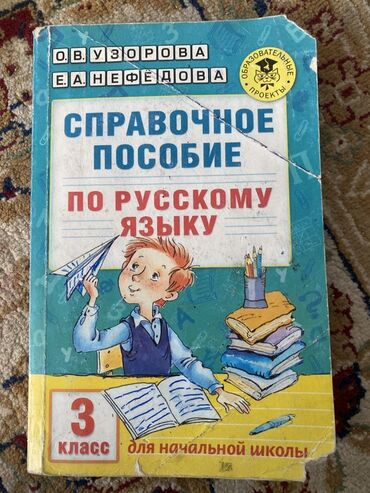 О.В.УЗОРОВА
Е.А.НЕФЁДОВА
ОБРАЗОВАТЕЛЬНЫЕ
ПРОЕКТЫ
СПРАВОЧНОЕ
ПОСОБИЕ
ПО РУССКОМУ
ЯЗЫКУ
3
класс
для начальной школы